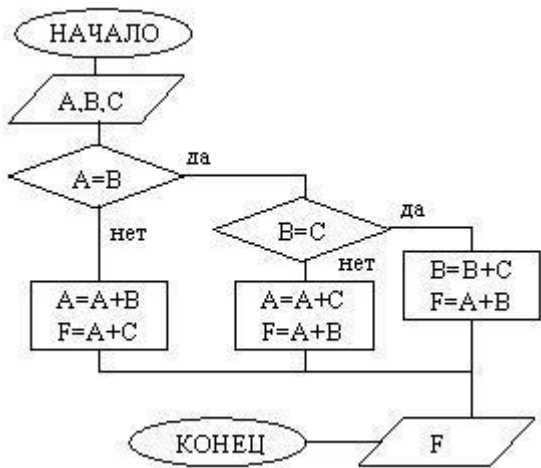 НАЧАЛО
A,B,C
A=B
да
нет
B=C
да
нет
A=A+B
F=A+C
A=A+C
F=A+B
B=B+C
F=A+B
КОНЕЦ
F